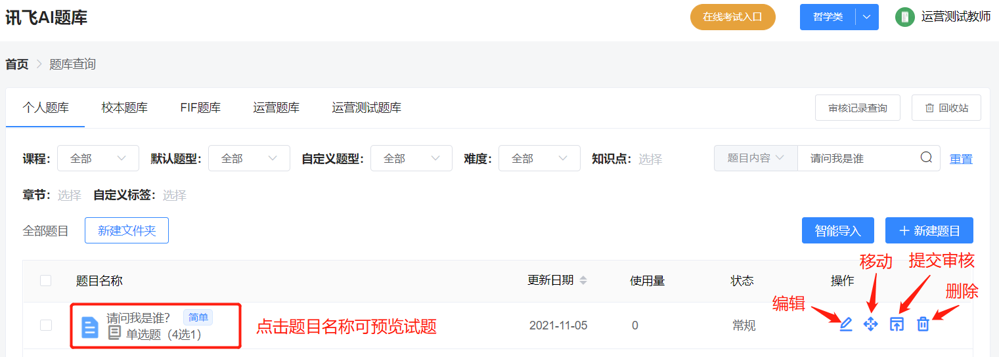 讯飞AI题库
在线考试入口
哲学类
运营测试教师
首页 > 题库查询
个人题库 校本题库 FIF题库 运营题库 运营测试题库
审核记录查询
回收站
课程： 全部 默认题型： 全部 自定义题型： 全部 难度： 全部 知识点： 选择
题目内容 请问我是谁 重置
章节： 选择 自定义标签： 选择
全部题目 新建文件夹
智能导入 + 新建题目
移动 提交审核
题目名称 更新日期 使用量 状态 操作
删除
编辑
请问我是谁？ 简单
单选题（4选1）
点击题目名称可预览试题
2021-11-05 0 常规